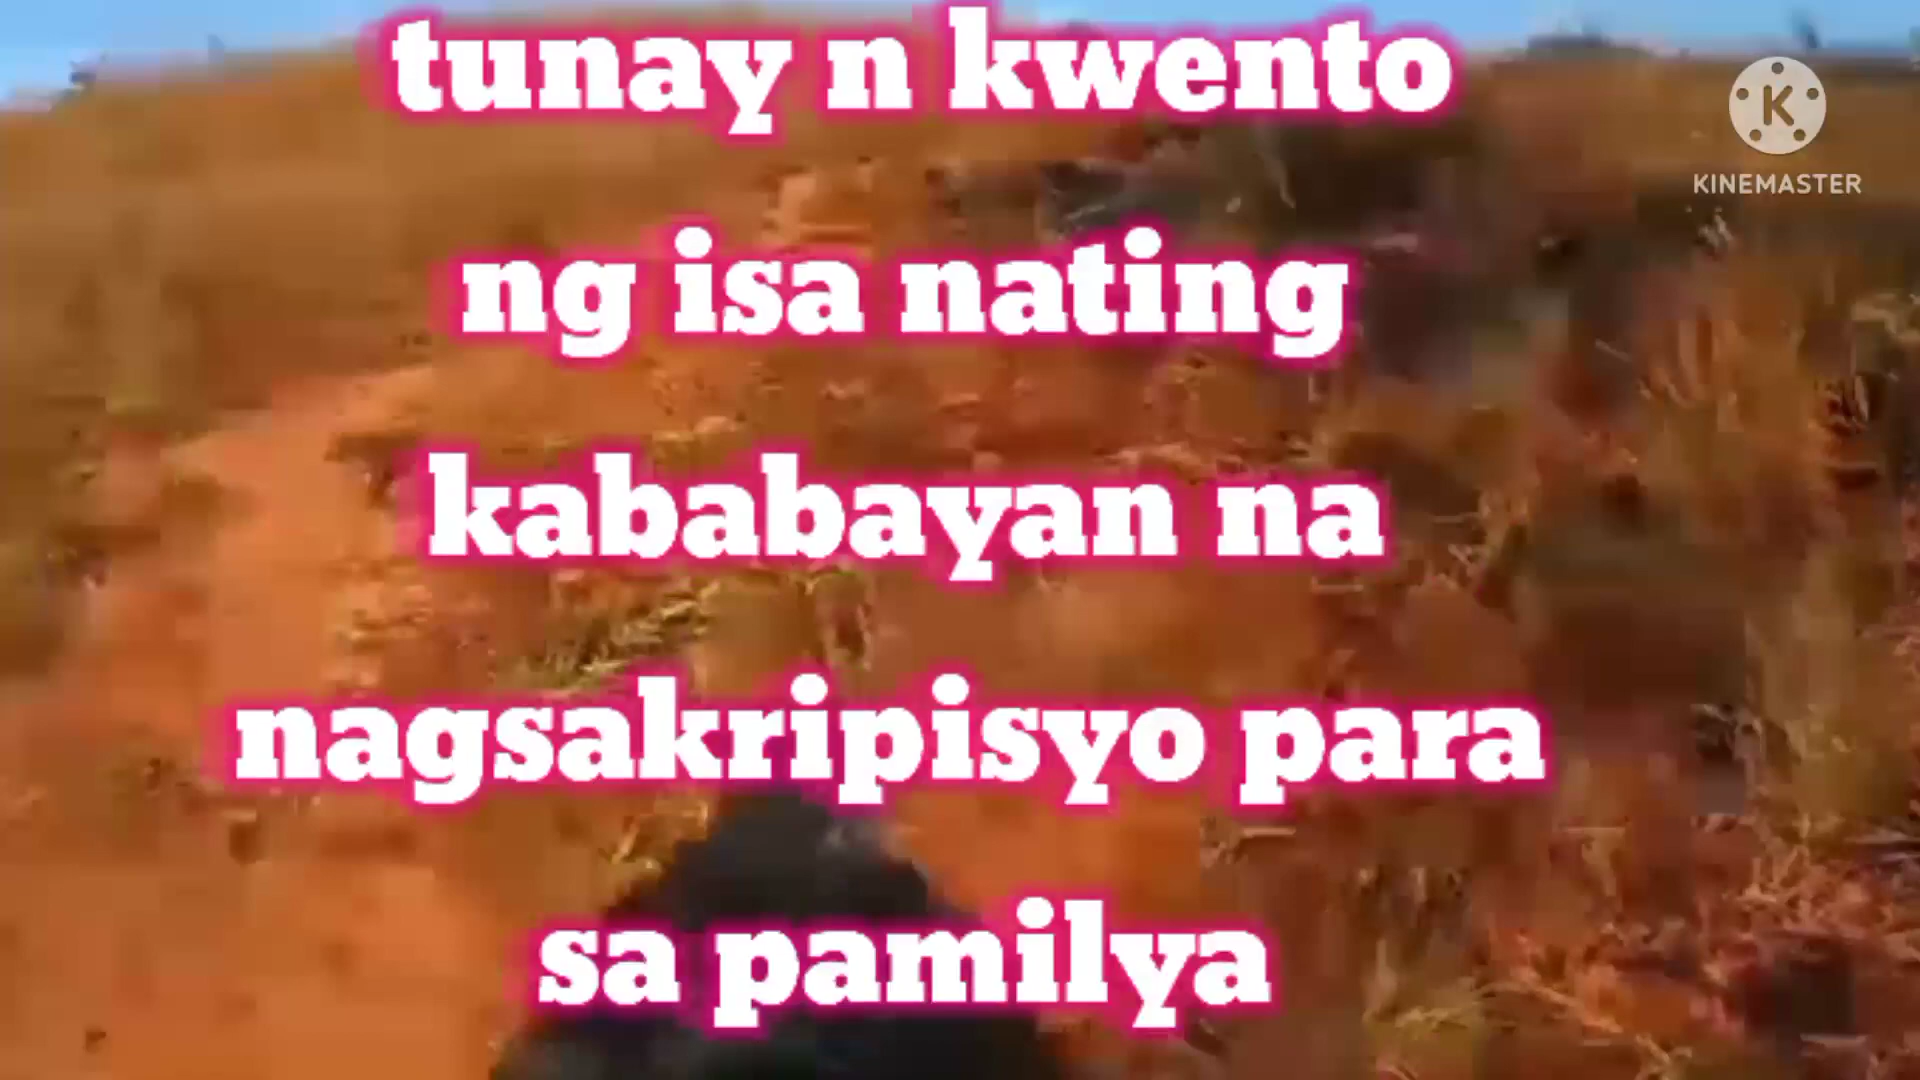 tunay n kwento
KINEMASTER
ng isa nating
kababayan na
nagsakripisyo para
sa pamilya